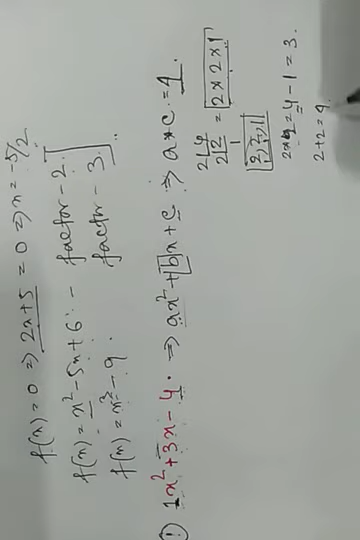 f(x) = 0 ⇒ 2x+5 = 0 ⇒ x = -5/2
f(x) = x² - 5x + 6 : - factor - 2.
f(x) = x³ - 9 . factor - 3.
① 1x² + 3x - 4 . ⇒ ax² + bx + c ⇒ a × c = 4 .
2|4
2|2 = 2×2×1
1
2, 2, 1
4 - 1 = 3 .
2+2 = 4